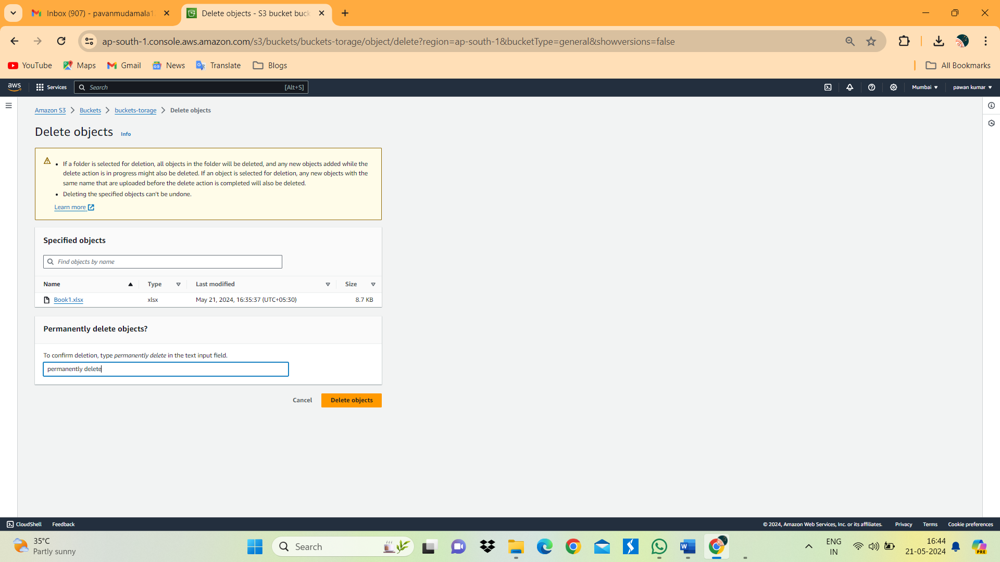 Inbox (907) - pavanmudamala1
Delete objects - S3 bucket buck
ap-south-1.console.aws.amazon.com/s3/buckets/buckets-torage/object/delete?region=ap-south-1&bucketType=general&showversions=false
YouTube Maps Gmail News Translate Blogs All Bookmarks
aws Services Search [Alt+S] Mumbai pawan kumar
Amazon S3 Buckets buckets-torage Delete objects
Delete objects Info
If a folder is selected for deletion, all objects in the folder will be deleted, and any new objects added while the
delete action is in progress might also be deleted. If an object is selected for deletion, any new objects with the
same name that are uploaded before the delete action is completed will also be deleted.
Deleting the specified objects can't be undone.
Learn more
Specified objects
Find objects by name
Name Type Last modified Size
Book1.xlsx xlsx May 21, 2024, 16:35:37 (UTC+05:30) 8.7 KB
Permanently delete objects?
To confirm deletion, type permanently delete in the text input field.
permanently delete
Cancel Delete objects
CloudShell Feedback © 2024, Amazon Web Services, Inc. or its affiliates. Privacy Terms Cookie preferences
35°C
Partly sunny
Search
W
PRE
ENG
IN
16:44
21-05-2024